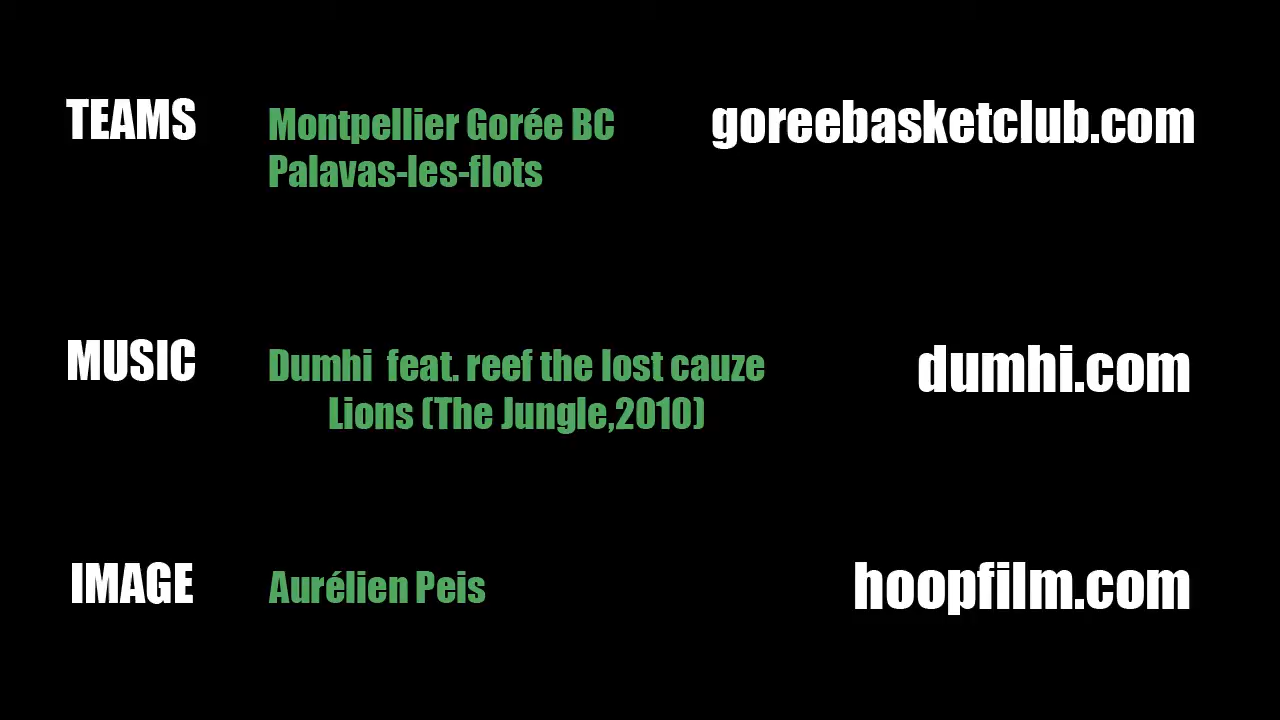 TEAMS Montpellier Gorée BC goreebasketclub.com
Palavas-les-flots
MUSIC Dumhi feat. reef the lost cauze dumhi.com
Lions (The Jungle,2010)
IMAGE Aurélien Peis hoopfilm.com